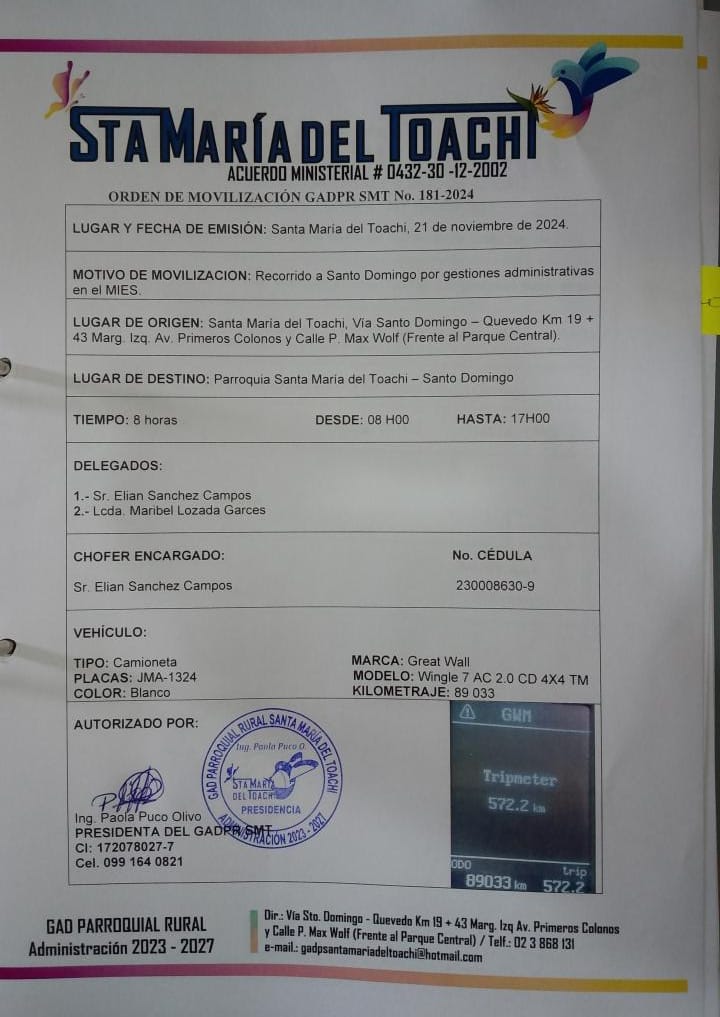 STA MARÍA DEL TOACHI
ACUERDO MINISTERIAL # 0432-30 -12-2002
ORDEN DE MOVILIZACIÓN GADPR SMT No. 181-2024
LUGAR Y FECHA DE EMISIÓN: Santa María del Toachi, 21 de noviembre de 2024.
MOTIVO DE MOVILIZACION: Recorrido a Santo Domingo por gestiones administrativas
en el MIES.
LUGAR DE ORIGEN: Santa María del Toachi, Vía Santo Domingo – Quevedo Km 19 +
43 Marg. Izq. Av. Primeros Colonos y Calle P. Max Wolf (Frente al Parque Central).
LUGAR DE DESTINO: Parroquia Santa María del Toachi – Santo Domingo
TIEMPO: 8 horas DESDE: 08 H00 HASTA: 17H00
DELEGADOS:
1.- Sr. Elian Sanchez Campos
2.- Lcda. Maribel Lozada Garces
CHOFER ENCARGADO: No. CÉDULA
Sr. Elian Sanchez Campos 230008630-9
VEHÍCULO:
TIPO: Camioneta MARCA: Great Wall
PLACAS: JMA-1324 MODELO: Wingle 7 AC 2.0 CD 4X4 TM
COLOR: Blanco KILOMETRAJE: 89 033
AUTORIZADO POR:
GAD PARROQUIAL RURAL SANTA MARÍA DEL TOACHI
Ing. Paola Puco O.
STA MARÍA
DEL TOACHI
PRESIDENCIA
ADMINISTRACIÓN 2023 - 2027
GWM
Tripmeter
572.2 km
ODO trip
89033 km 572.2
Ing. Paola Puco Olivo
PRESIDENTA DEL GADPR SMT
CI: 172078027-7
Cel. 099 164 0821
GAD PARROQUIAL RURAL
Administración 2023 - 2027
Dir.: Vía Sto. Domingo - Quevedo Km 19 + 43 Marg. Izq Av. Primeros Colonos
y Calle P. Max Wolf (Frente al Parque Central) / Telf.: 02 3 868 131
e-mail.: gadpsantamariadeltoachi@hotmail.com